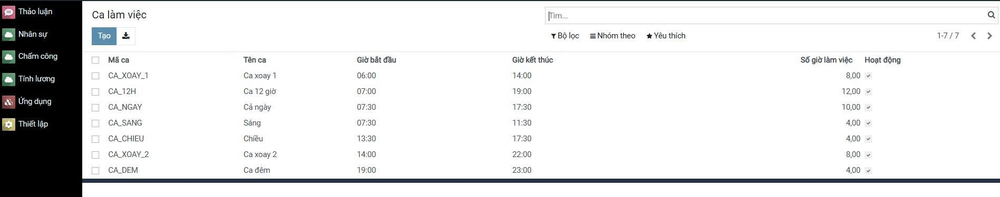 Thảo luận
Nhân sự
Chấm công
Tính lương
Ứng dụng
Thiết lập
Ca làm việc
Tìm...
Tạo
Bộ lọc Nhóm theo Yêu thích 1-7 / 7
Mã ca Tên ca Giờ bắt đầu Giờ kết thúc Số giờ làm việc Hoạt động
CA_XOAY_1 Ca xoay 1 06:00 14:00 8,00
CA_12H Ca 12 giờ 07:00 19:00 12,00
CA_NGAY Cả ngày 07:30 17:30 10,00
CA_SANG Sáng 07:30 11:30 4,00
CA_CHIEU Chiều 13:30 17:30 4,00
CA_XOAY_2 Ca xoay 2 14:00 22:00 8,00
CA_DEM Ca đêm 19:00 23:00 4,00